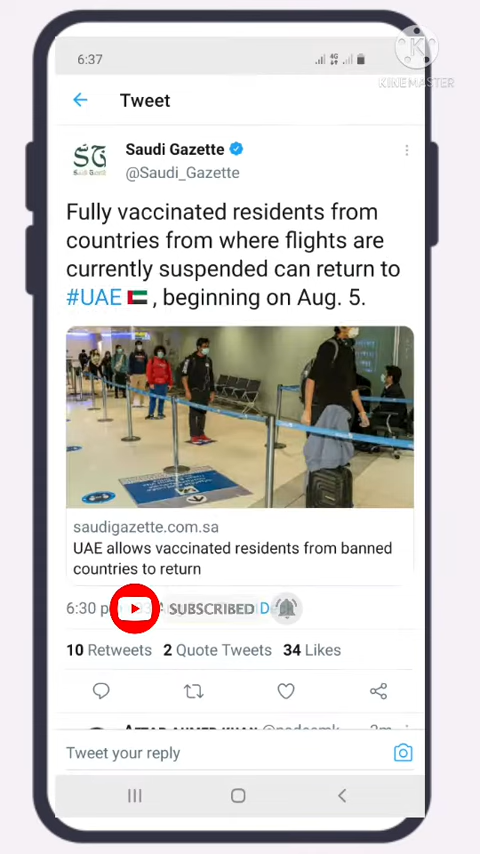 6:37
4G
KINEMASTER
Tweet
Saudi Gazette
@Saudi_Gazette
Fully vaccinated residents from
countries from where flights are
currently suspended can return to
#UAE 🇦🇪, beginning on Aug. 5.
saudigazette.com.sa
UAE allows vaccinated residents from banned
countries to return
6:30
SUBSCRIBED
10 Retweets 2 Quote Tweets 34 Likes
Tweet your reply